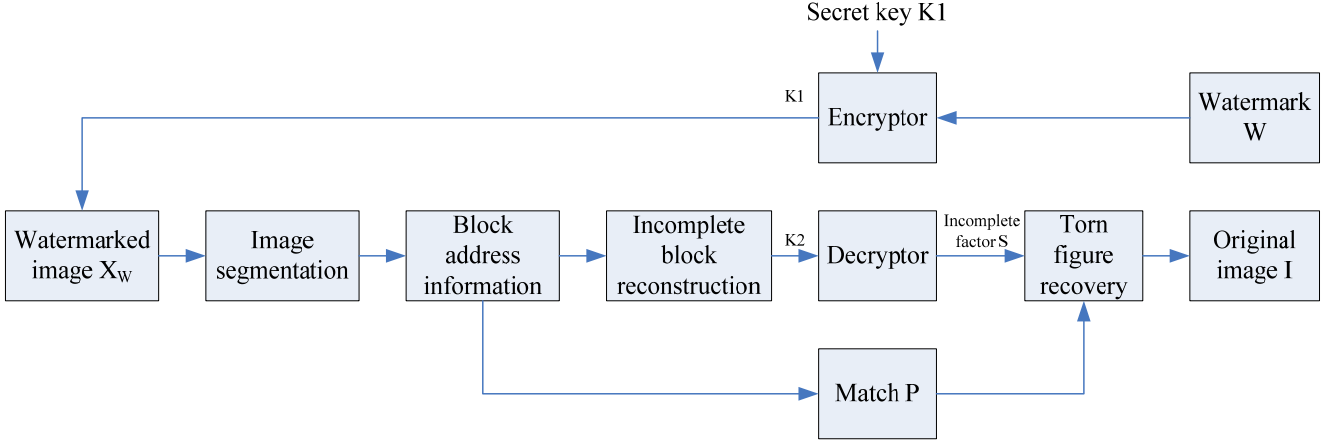 Secret key K1
K1
Encryptor
Watermark
W
Watermarked
image XW
Image
segmentation
Block
address
information
Incomplete
block
reconstruction
K2
Decryptor
Incomplete
factor S
Torn
figure
recovery
Original
image I
Match P